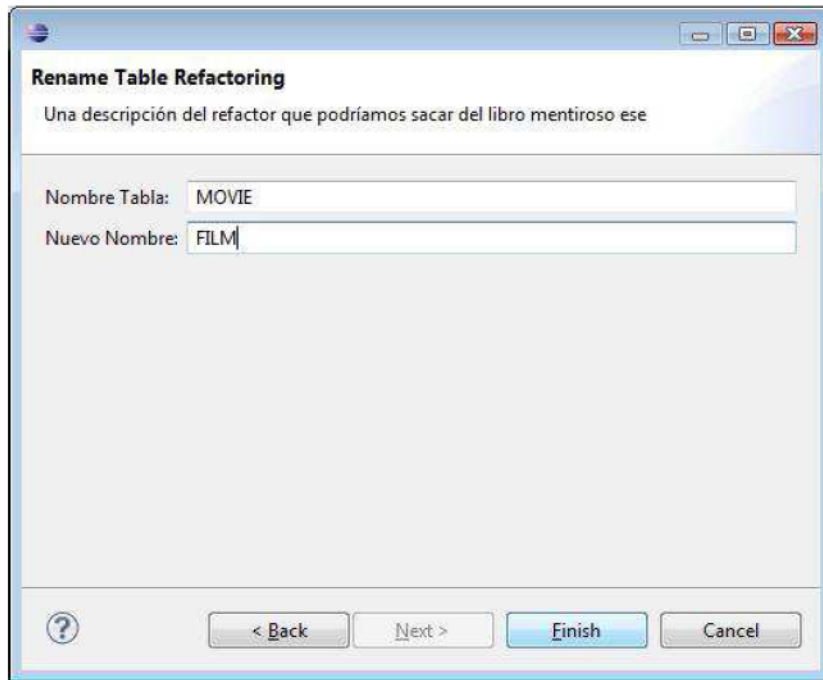 Rename Table Refactoring
Una descripción del refactor que podríamos sacar del libro mentiroso ese
Nombre Tabla: MOVIE
Nuevo Nombre: FILM
? < Back Next > Finish Cancel